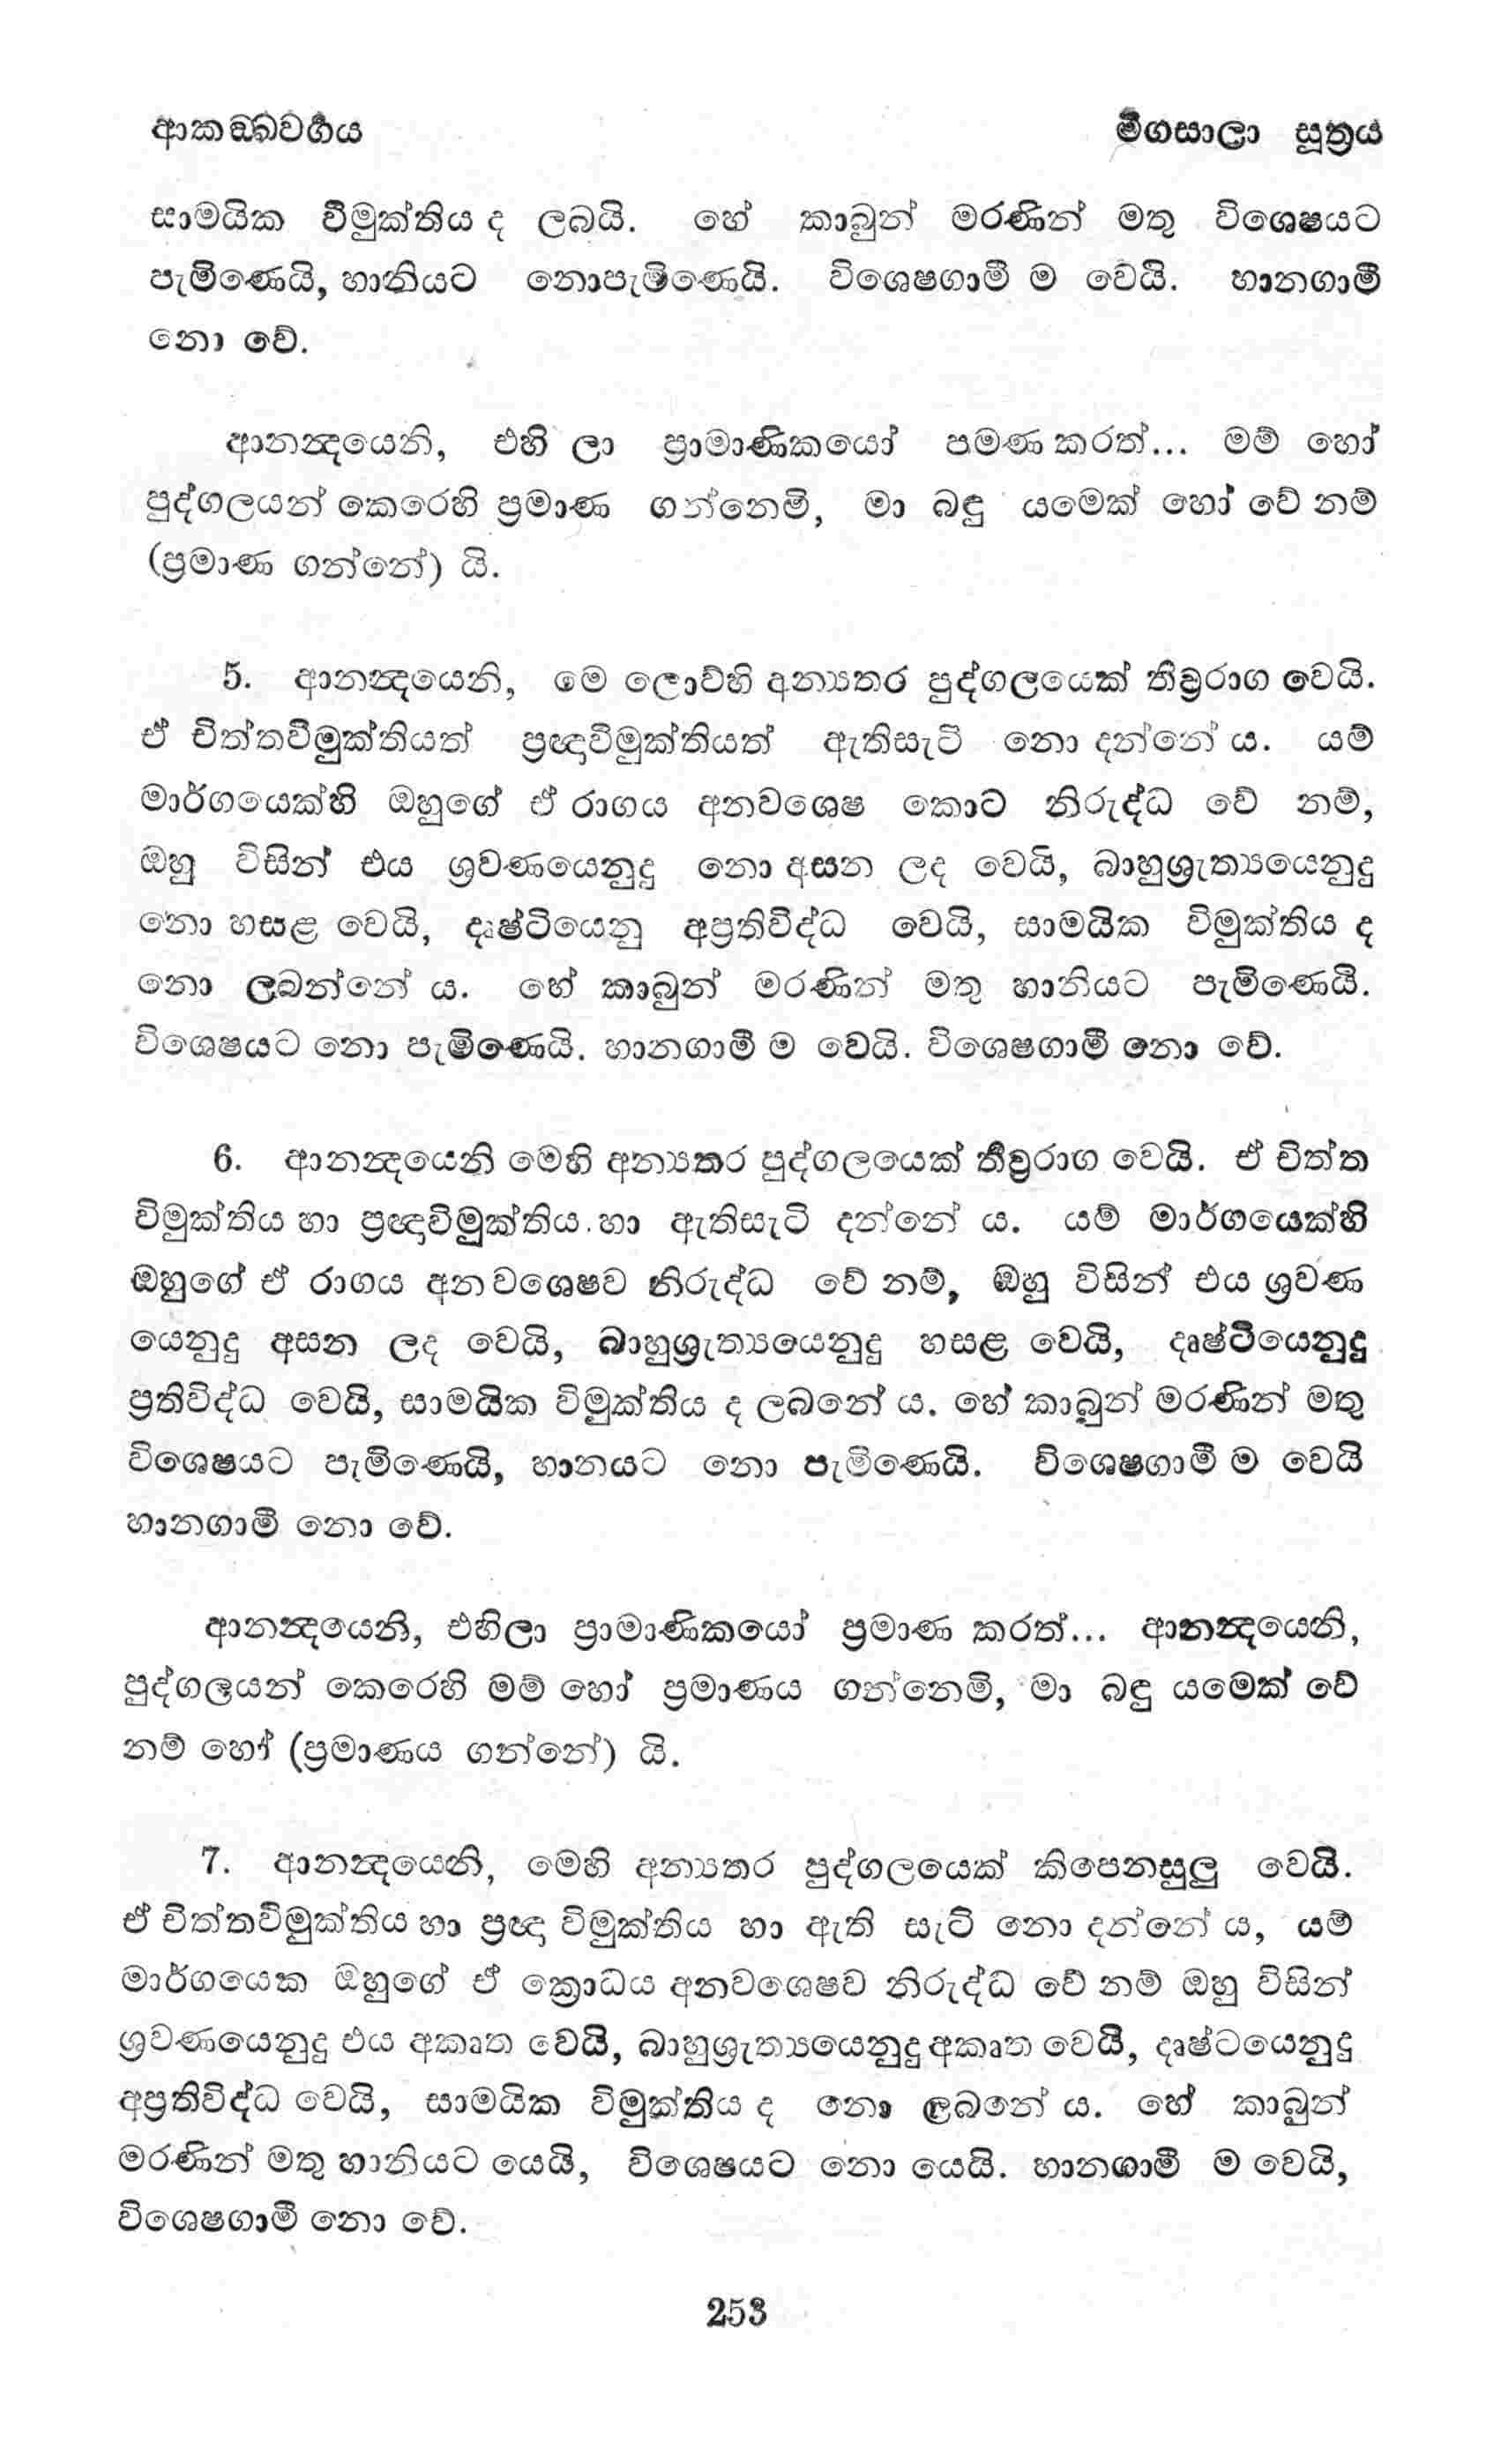 ආකඞ්ඛවර්ගය මිගසාලා සූත්‍රය
සාමයික විමුක්තිය ද ලබයි. හේ කාබුන් මරණින් මතු විශෙෂයට
පැමිණෙයි, හානියට නොපැමිණෙයි. විශෙෂගාමී ම වෙයි. හානගාමී
නො වේ.
ආනන්‍දයෙනි, එහි ලා ප්‍රාමාණිකයෝ පමණ කරත්... මම් හෝ
පුද්ගලයන් කෙරෙහි ප්‍රමාණ ගන්නෙමි, මා බඳු යමෙක් හෝ වේ නම්
(ප්‍රමාණ ගන්නේ) යි.
5. ආනන්‍දයෙනි, මෙ ලොව්හි අන්‍යතර පුද්ගලයෙක් තිව්‍රරාග වෙයි.
ඒ චිත්තවිමුක්තියත් ප්‍රඥාවිමුක්තියත් ඇතිසැටි නො දන්නේ ය. යම්
මාර්ගයෙක්හි ඔහුගේ ඒ රාගය අනවශෙෂ කොට නිරුද්ධ වේ නම්,
ඔහු විසින් එය ශ්‍රවණයෙනුදු නො අසන ලද වෙයි, බාහුශ්‍රැත්‍යයෙනුදු
නො හසළ වෙයි, දෘෂ්ටියෙනු අප්‍රතිවිද්ධ වෙයි, සාමයික විමුක්තිය ද
නො ලබන්නේ ය. හේ කාබුන් මරණින් මතු හානියට පැමිණෙයි.
විශෙෂයට නො පැමිණෙයි. හානගාමී ම වෙයි. විශෙෂගාමී නො වේ.
6. ආනන්‍දයෙනි මෙහි අන්‍යතර පුද්ගලයෙක් තීව්‍රරාග වෙයි. ඒ චිත්ත
විමුක්තිය හා ප්‍රඥාවිමුක්තිය හා ඇතිසැටි දන්නේ ය. යම් මාර්ගයෙක්හි
ඔහුගේ ඒ රාගය අනවශෙෂව නිරුද්ධ වේ නම්, ඔහු විසින් එය ශ්‍රවණ
යෙනුදු අසන ලද වෙයි, බාහුශ්‍රැත්‍යයෙනුදු හසළ වෙයි, දෘෂ්ටියෙනුදු
ප්‍රතිවිද්ධ වෙයි, සාමයික විමුක්තිය ද ලබනේ ය. හේ කාබුන් මරණින් මතු
විශෙෂයට පැමිණෙයි, හානයට නො පැමිණෙයි. විශෙෂගාමී ම වෙයි
හානගාමී නො වේ.
ආනන්‍දයෙනි, එහිලා ප්‍රාමාණිකයෝ ප්‍රමාණ කරත්... ආනන්‍දයෙනි,
පුද්ගලයන් කෙරෙහි මම් හෝ ප්‍රමාණය ගන්නෙමි, මා බඳු යමෙක් වේ
නම් හෝ (ප්‍රමාණය ගන්නේ) යි.
7. ආනන්‍දයෙනි, මෙහි අන්‍යතර පුද්ගලයෙක් කිපෙනසුලු වෙයි.
ඒ චිත්තවිමුක්තිය හා ප්‍රඥා විමුක්තිය හා ඇති සැටි නො දන්නේ ය, යම්
මාර්ගයෙක ඔහුගේ ඒ ක්‍රොධය අනවශෙෂව නිරුද්ධ වේ නම් ඔහු විසින්
ශ්‍රවණයෙනුදු එය අකෘත වෙයි, බාහුශ්‍රැත්‍යයෙනුදු අකෘත වෙයි, දෘෂ්ටයෙනුදු
අප්‍රතිවිද්ධ වෙයි, සාමයික විමුක්තිය ද නො ලබනේ ය. හේ කාබුන්
මරණින් මතු හානියට යෙයි, විශෙෂයට නො යෙයි. හානගාමී ම වෙයි,
විශෙෂගාමී නො වේ.
253